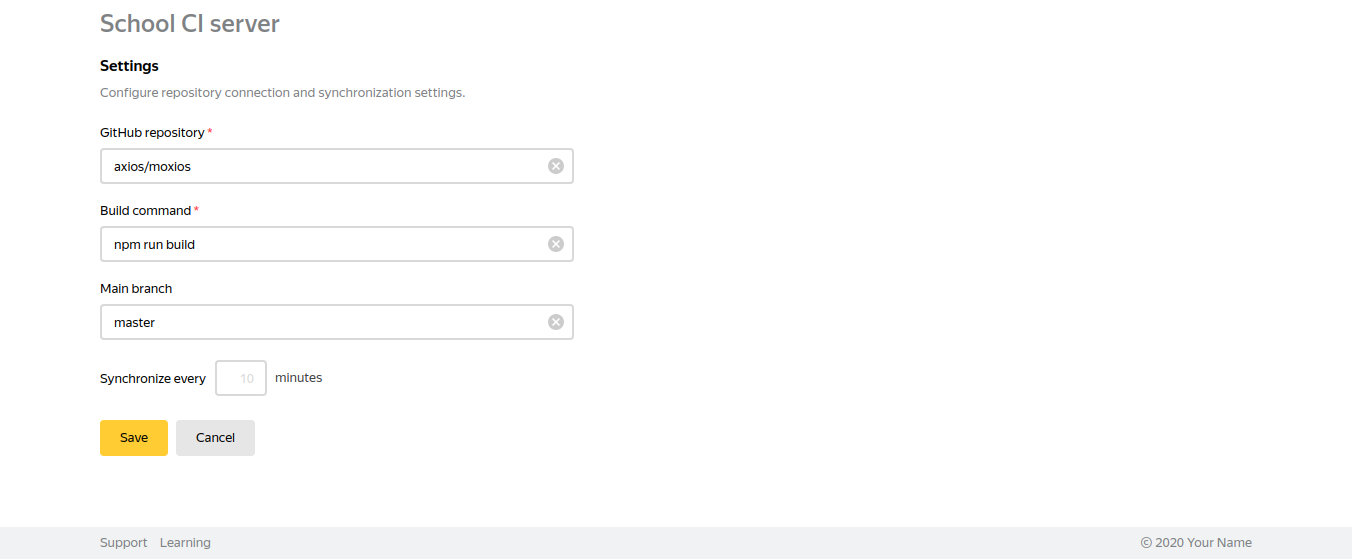 School CI server
Settings
Configure repository connection and synchronization settings.
GitHub repository *
axios/moxios
Build command *
npm run build
Main branch
master
Synchronize every 10 minutes
Save Cancel
Support Learning © 2020 Your Name